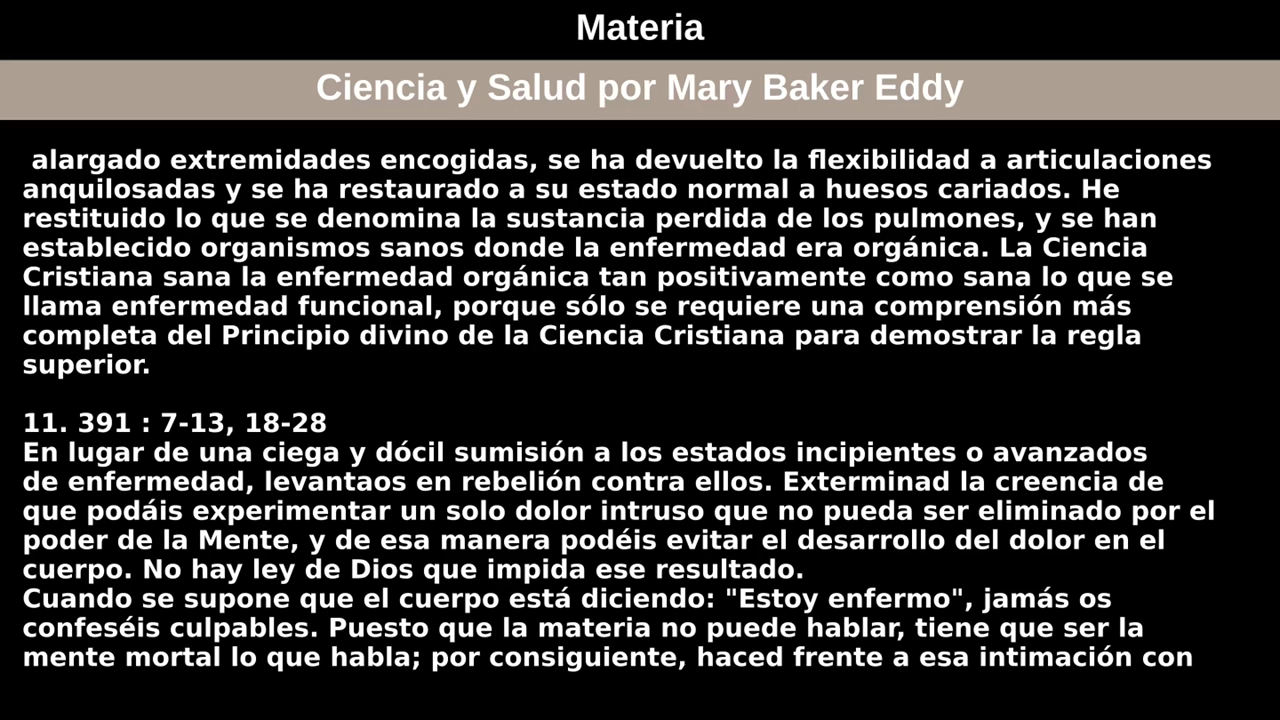 Materia
Ciencia y Salud por Mary Baker Eddy
alargado extremidades encogidas, se ha devuelto la flexibilidad a articulaciones
anquilosadas y se ha restaurado a su estado normal a huesos cariados. He
restituido lo que se denomina la sustancia perdida de los pulmones, y se han
establecido organismos sanos donde la enfermedad era orgánica. La Ciencia
Cristiana sana la enfermedad orgánica tan positivamente como sana lo que se
llama enfermedad funcional, porque sólo se requiere una comprensión más
completa del Principio divino de la Ciencia Cristiana para demostrar la regla
superior.
11. 391 : 7-13, 18-28
En lugar de una ciega y dócil sumisión a los estados incipientes o avanzados
de enfermedad, levantaos en rebelión contra ellos. Exterminad la creencia de
que podáis experimentar un solo dolor intruso que no pueda ser eliminado por el
poder de la Mente, y de esa manera podéis evitar el desarrollo del dolor en el
cuerpo. No hay ley de Dios que impida ese resultado.
Cuando se supone que el cuerpo está diciendo: "Estoy enfermo", jamás os
confeséis culpables. Puesto que la materia no puede hablar, tiene que ser la
mente mortal lo que habla; por consiguiente, haced frente a esa intimación con